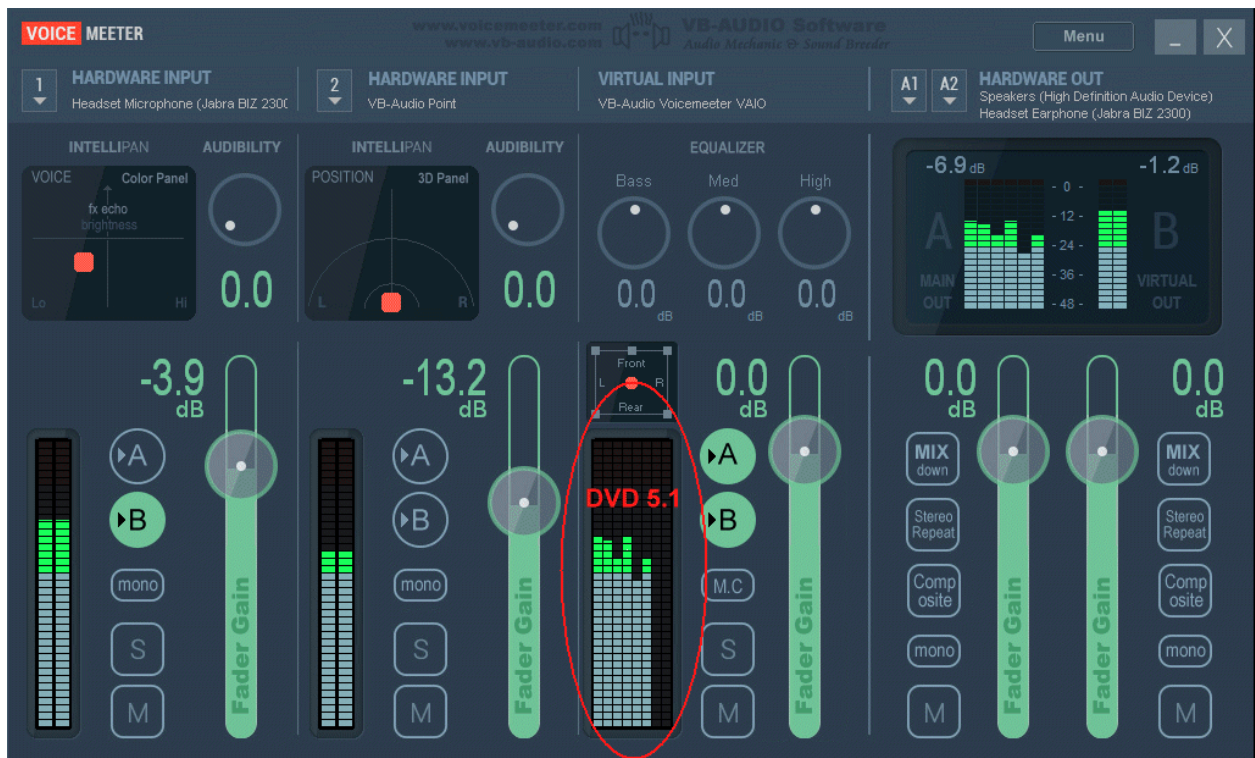 VOICE MEETER
www.voicemeeter.com
www.vb-audio.com
VB-AUDIO Software
Audio Mechanic & Sound Breeder
Menu
1
HARDWARE INPUT
Headset Microphone (Jabra BIZ 230(
2
HARDWARE INPUT
VB-Audio Point
VIRTUAL INPUT
VB-Audio Voicemeeter VAIO
A1 A2
HARDWARE OUT
Speakers (High Definition Audio Device)
Headset Earphone (Jabra BIZ 2300)
INTELLIPAN
AUDIBILITY
VOICE
Color Panel
fx echo
brightness
Lo
Hi
0.0
INTELLIPAN
AUDIBILITY
POSITION
3D Panel
L
R
0.0
EQUALIZER
Bass Med High
0.0 0.0 0.0
dB dB dB
-6.9 dB
-1.2 dB
- 0 -
- 12 -
- 24 -
- 36 -
- 48 -
A
MAIN
OUT
B
VIRTUAL
OUT
-3.9
dB
A
B
mono
S
M
Fader Gain
-13.2
dB
A
B
mono
S
M
Fader Gain
Front
L R
Rear
DVD 5.1
0.0
dB
A
B
M.C
S
M
Fader Gain
0.0
dB
MIX
down
Stereo
Repeat
Comp
osite
mono
M
Fader Gain
Fader Gain
0.0
dB
MIX
down
Stereo
Repeat
Comp
osite
mono
M